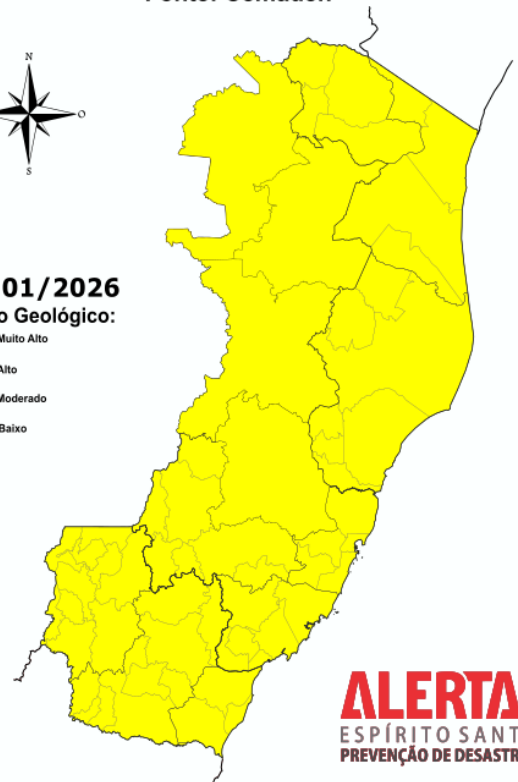 N
O
S
01/2026
o Geológico:
Muito Alto
Alto
Moderado
Baixo
ALERTA
ESPÍRITO SANT
PREVENÇÃO DE DESASTR